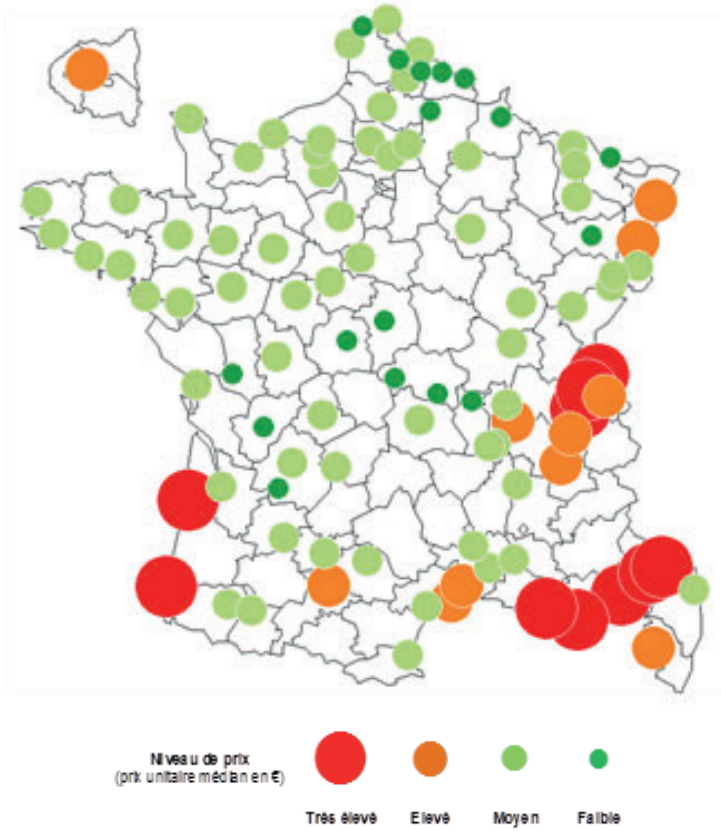 Niveau de prix
(prix unitaire médian en €)
Très élevé Elevé Moyen Faible